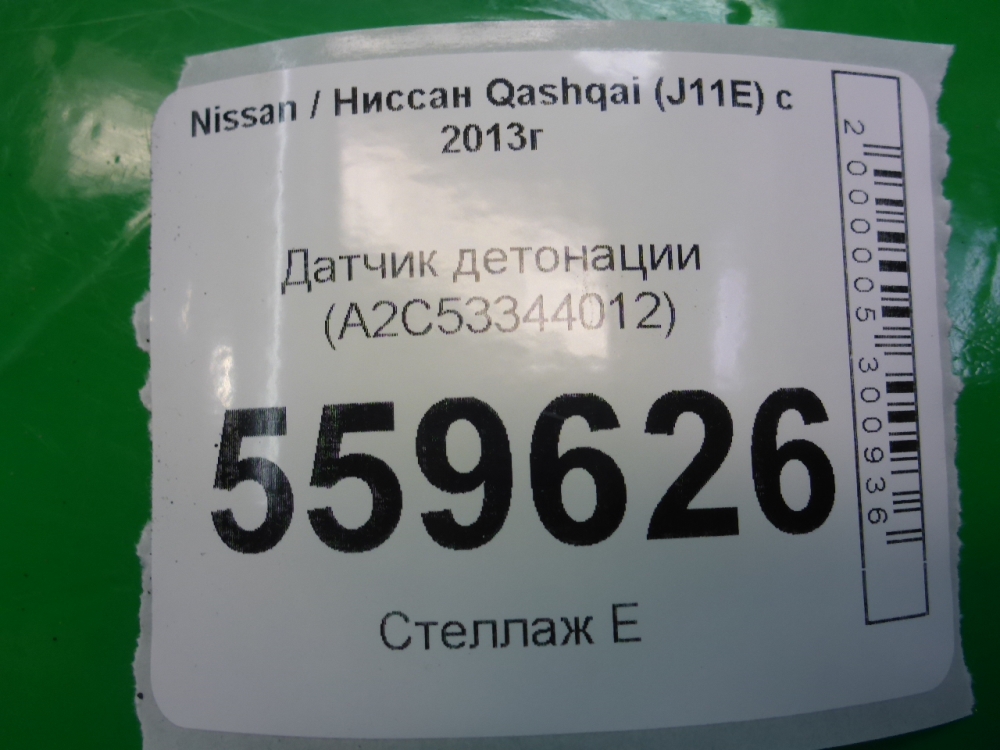 Nissan / Ниссан Qashqai (J11E) с
2013г
Датчик детонации
(A2C53344012)
559626
Стеллаж Е
2000005300936